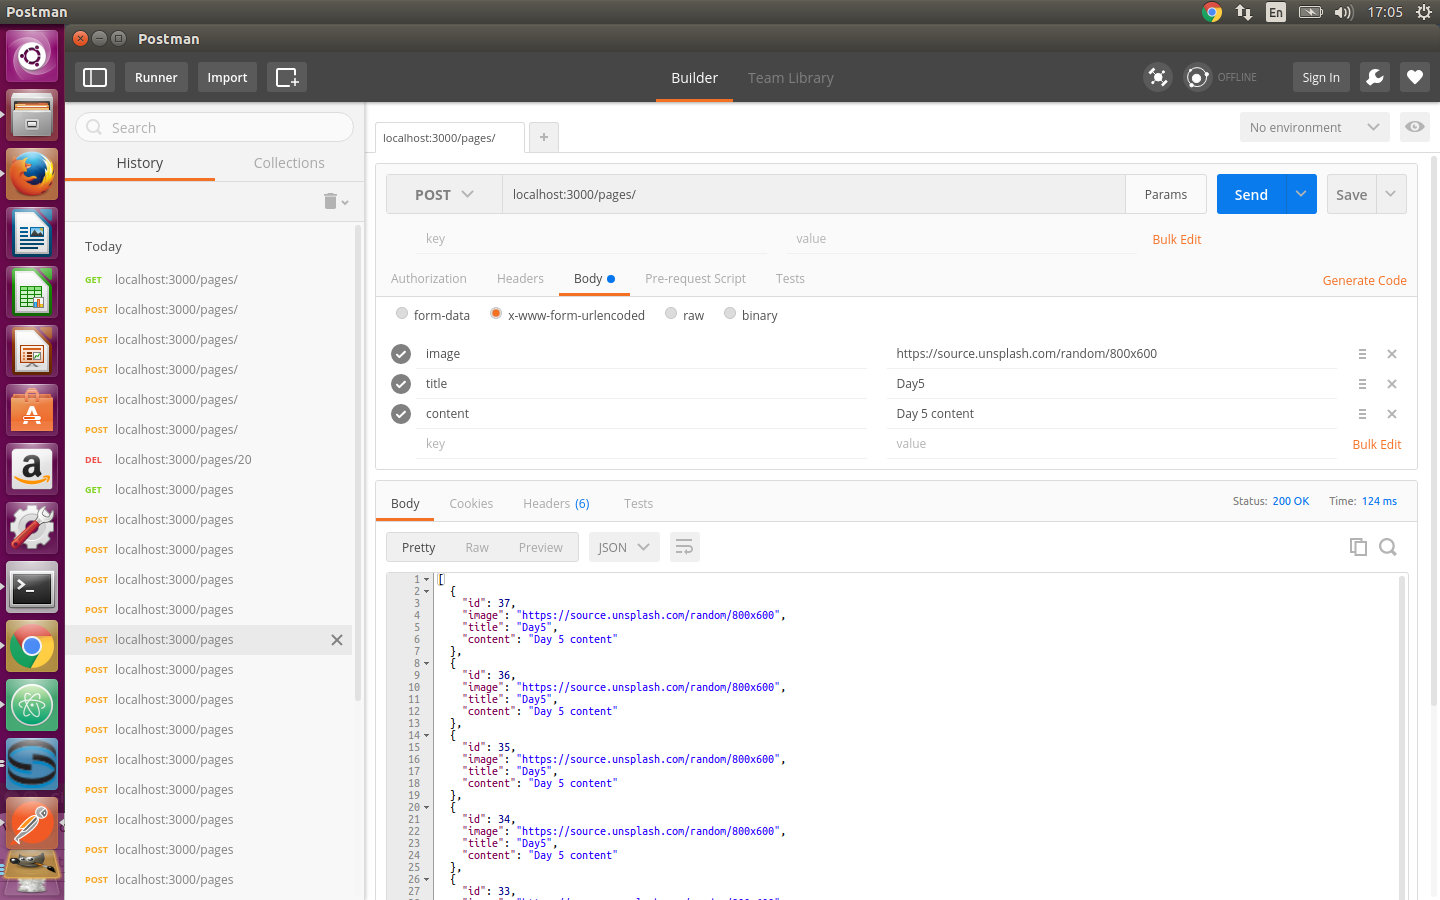 Postman
En
17:05
Postman
Runner
Import
Builder
Team Library
OFFLINE
Sign In
Search
History
Collections
Today
GET localhost:3000/pages/
POST localhost:3000/pages/
POST localhost:3000/pages/
POST localhost:3000/pages/
POST localhost:3000/pages/
POST localhost:3000/pages/
DEL localhost:3000/pages/20
GET localhost:3000/pages
POST localhost:3000/pages
POST localhost:3000/pages
POST localhost:3000/pages
POST localhost:3000/pages
POST localhost:3000/pages
POST localhost:3000/pages
POST localhost:3000/pages
POST localhost:3000/pages
POST localhost:3000/pages
POST localhost:3000/pages
POST localhost:3000/pages
POST localhost:3000/pages
POST localhost:3000/pages
localhost:3000/pages/
+
No environment
POST
localhost:3000/pages/
Params
Send
Save
key value Bulk Edit
Authorization Headers Body Pre-request Script Tests
Generate Code
form-data x-www-form-urlencoded raw binary
image https://source.unsplash.com/random/800x600
title Day5
content Day 5 content
key value Bulk Edit
Body Cookies Headers (6) Tests
Status: 200 OK Time: 124 ms
Pretty Raw Preview JSON
1 [
2 {
3 "id": 37,
4 "image": "https://source.unsplash.com/random/800x600",
5 "title": "Day5",
6 "content": "Day 5 content"
7 },
8 {
9 "id": 36,
10 "image": "https://source.unsplash.com/random/800x600",
11 "title": "Day5",
12 "content": "Day 5 content"
13 },
14 {
15 "id": 35,
16 "image": "https://source.unsplash.com/random/800x600",
17 "title": "Day5",
18 "content": "Day 5 content"
19 },
20 {
21 "id": 34,
22 "image": "https://source.unsplash.com/random/800x600",
23 "title": "Day5",
24 "content": "Day 5 content"
25 },
26 {
27 "id": 33,